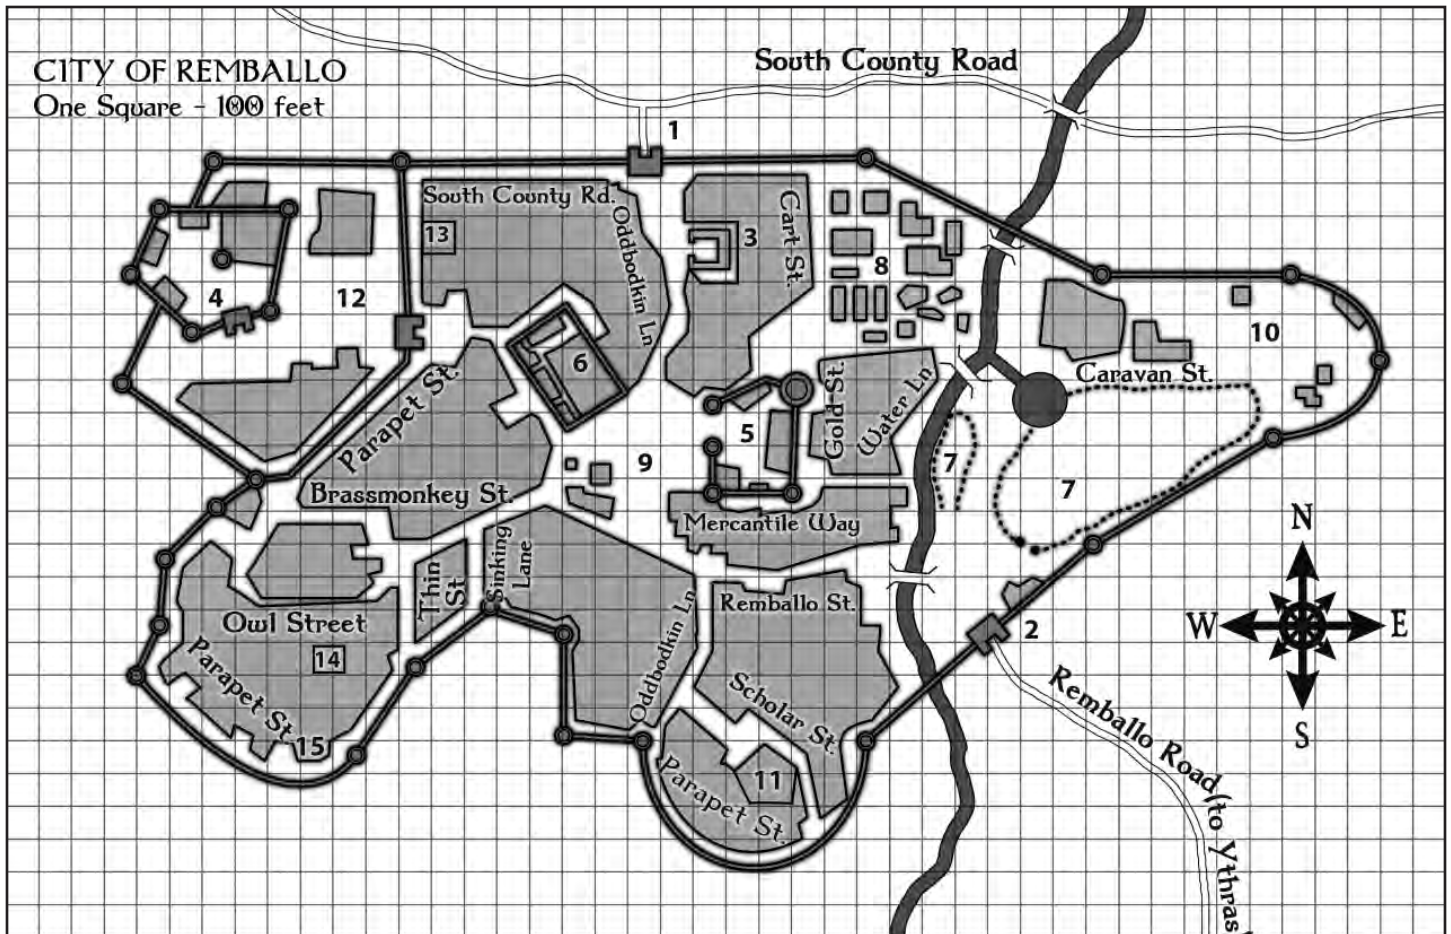 CITY OF REMBALLO
One Square - 100 feet
South County Road
1
South County Rd.
Oddbodkin Ln
13
3
Cart St.
8
4
12
6
10
Caravan St.
Parapet St.
5
Gold St.
Water Ln
9
7
7
Brassmonkey St.
Mercantile Way
Sinking
Lane
Thin
St
N
W
E
S
Owl Street
14
Parapet St.
15
Oddbodkin Ln
Remballo St.
Scholar St.
2
11
Parapet St.
Remballo Road (to Ythras